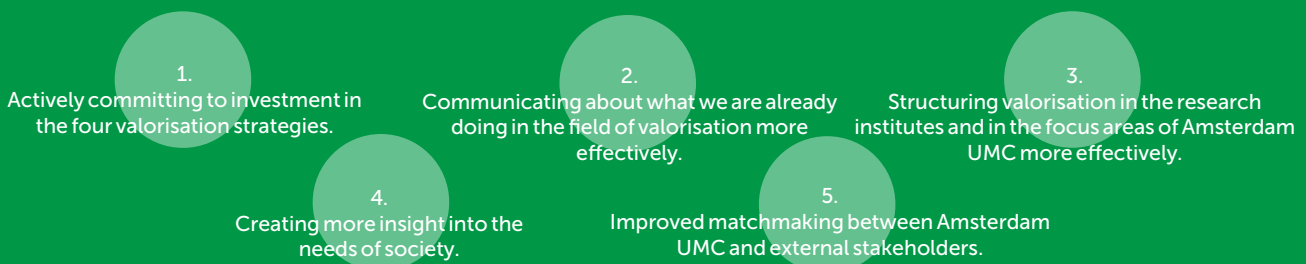 1.
Actively committing to investment in
the four valorisation strategies.
2.
Communicating about what we are already
doing in the field of valorisation more
effectively.
3.
Structuring valorisation in the research
institutes and in the focus areas of Amsterdam
UMC more effectively.
4.
Creating more insight into the
needs of society.
5.
Improved matchmaking between Amsterdam
UMC and external stakeholders.